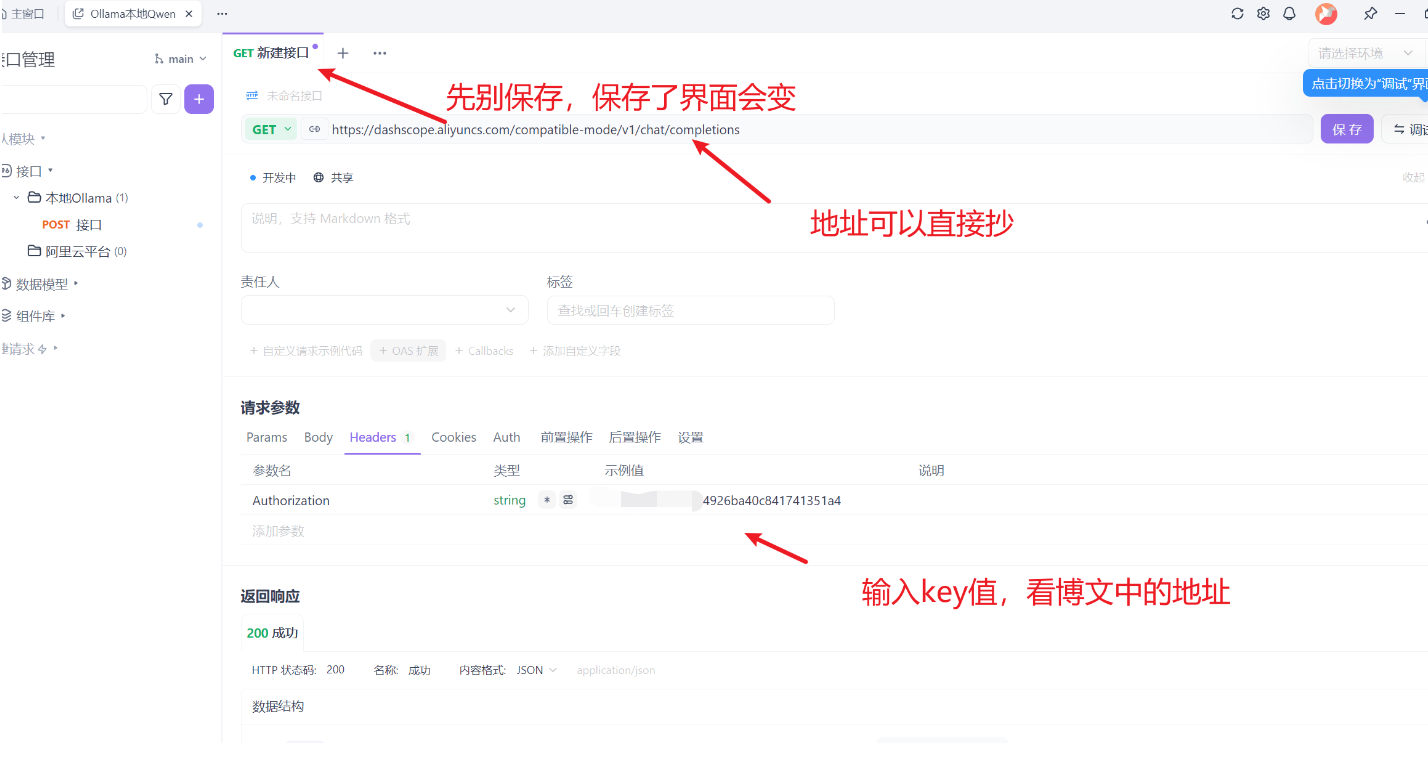 主窗口
Ollama本地Qwen
接口管理
main
GET 新建接口
请选择环境
点击切换为“调试”界
先别保存，保存了界面会变
未命名接口
GET
https://dashscope.aliyuncs.com/compatible-mode/v1/chat/completions
保 存
调试
模块
开发中
共享
收起
接口
本地Ollama (1)
地址可以直接抄
说明，支持 Markdown 格式
POST 接口
阿里云平台 (0)
数据模型
责任人
标签
组件库
查找或回车创建标签
请求
+ 自定义请求示例代码
+ OAS 扩展
+ Callbacks
+ 添加自定义字段
请求参数
Params
Body
Headers 1
Cookies
Auth
前置操作
后置操作
设置
参数名
类型
示例值
说明
Authorization
string
*
4926ba40c841741351a4
添加参数
输入key值，看博文中的地址
返回响应
200 成功
HTTP 状态码: 200
名称: 成功
内容格式: JSON
application/json
数据结构